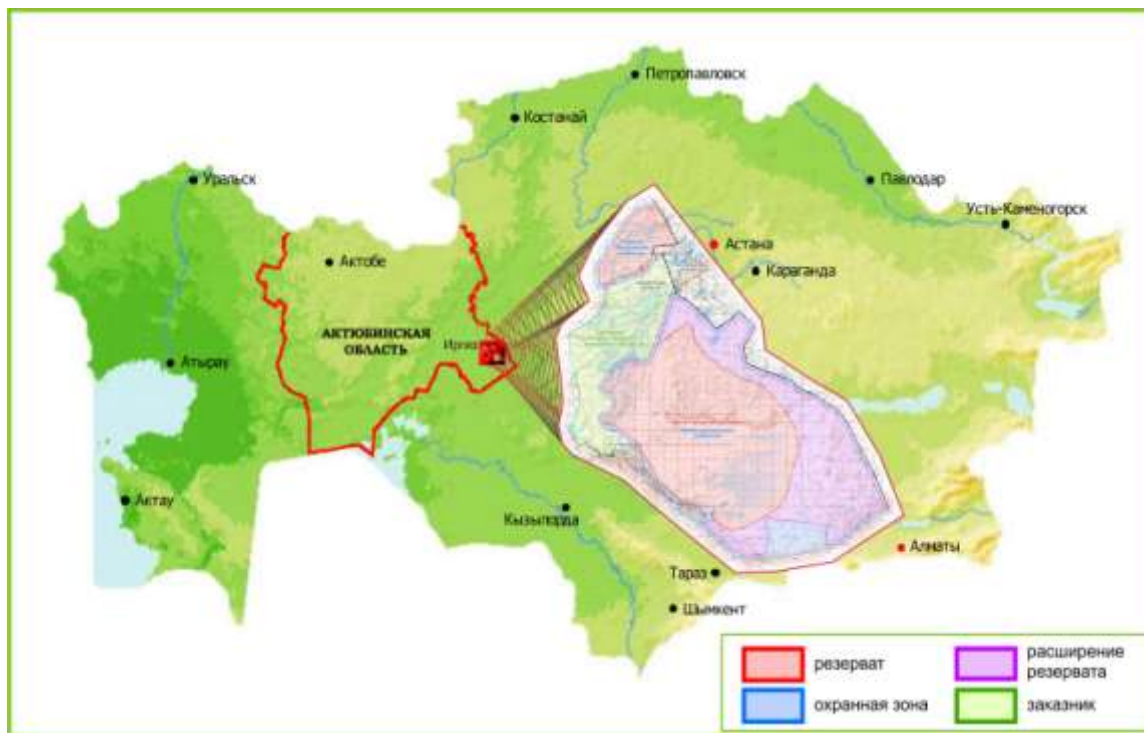 Петропавловск
Костанай
Уральск
Павлодар
Усть-Каменогорск
Астана
Актобе
Караганда
АКТЮБИНСКАЯ
ОБЛАСТЬ
Атырау
Актау
Кызылорда
Алматы
Тараз
Шымкент
резерват
расширение
резервата
охранная зона
заказник